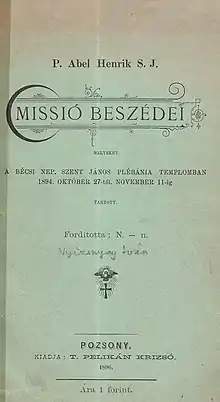 P. Abel Henrik S. J.
MISSIÓ BESZÉDEI
MELYEKET
A BÉCSI NEP. SZENT JÁNOS PLÉBÁNIA TEMPLOMBAN
1894. OKTÓBER 27-től, NOVEMBER 11-ig
TARTOTT.
Fordította: N. — n.
István
POZSONY.
KIADJA: T. PELIKÁN KRIZSÓ.
1896.
Ára 1 forint.